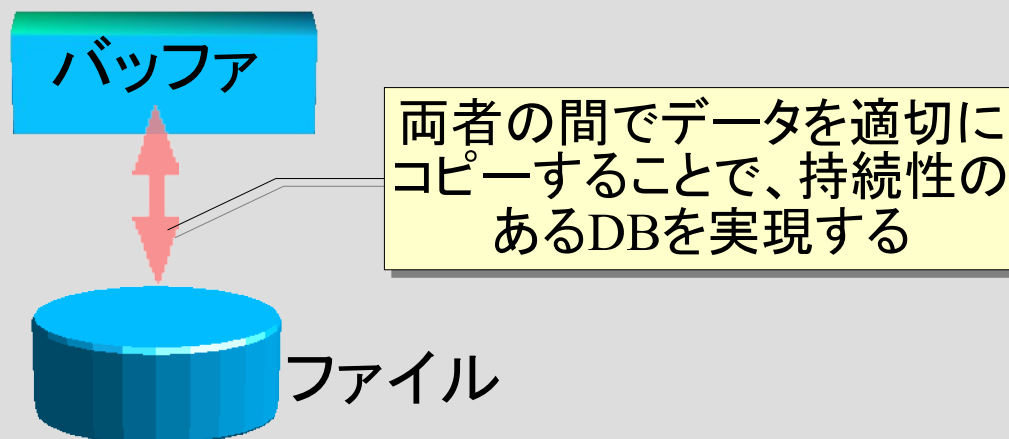 バッファ
両者の間でデータを適切に
コピーすることで、持続性の
あるDBを実現する
ファイル